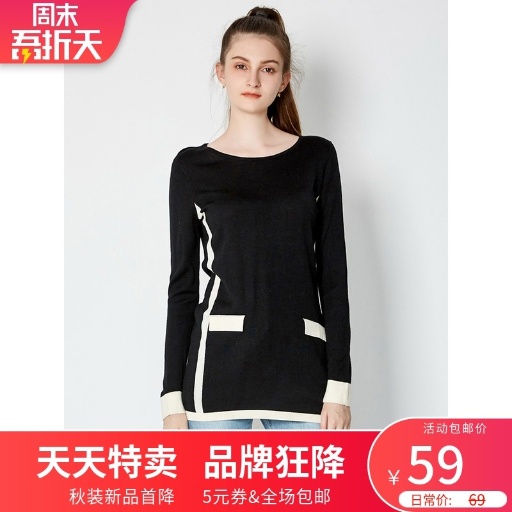 周末
吾折天
天天特卖 品牌狂降
秋装新品首降 5元券&全场包邮
活动包邮价
¥59
日常价: 69